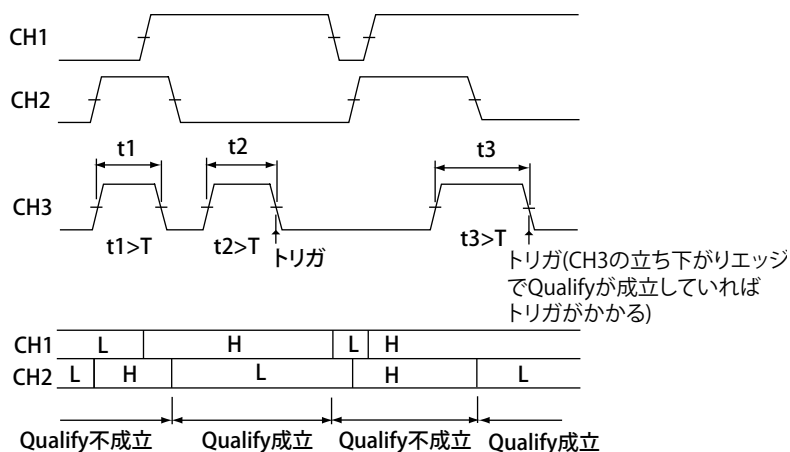 CH1
CH2
t1
t2
t3
CH3
t1>T
t2>T
トリガ
t3>T
トリガ(CH3の立ち下がりエッジ
でQualifyが成立していれば
トリガがかかる)
CH1 L H L H
CH2 L H L H L
Qualify不成立 Qualify成立 Qualify不成立 Qualify成立